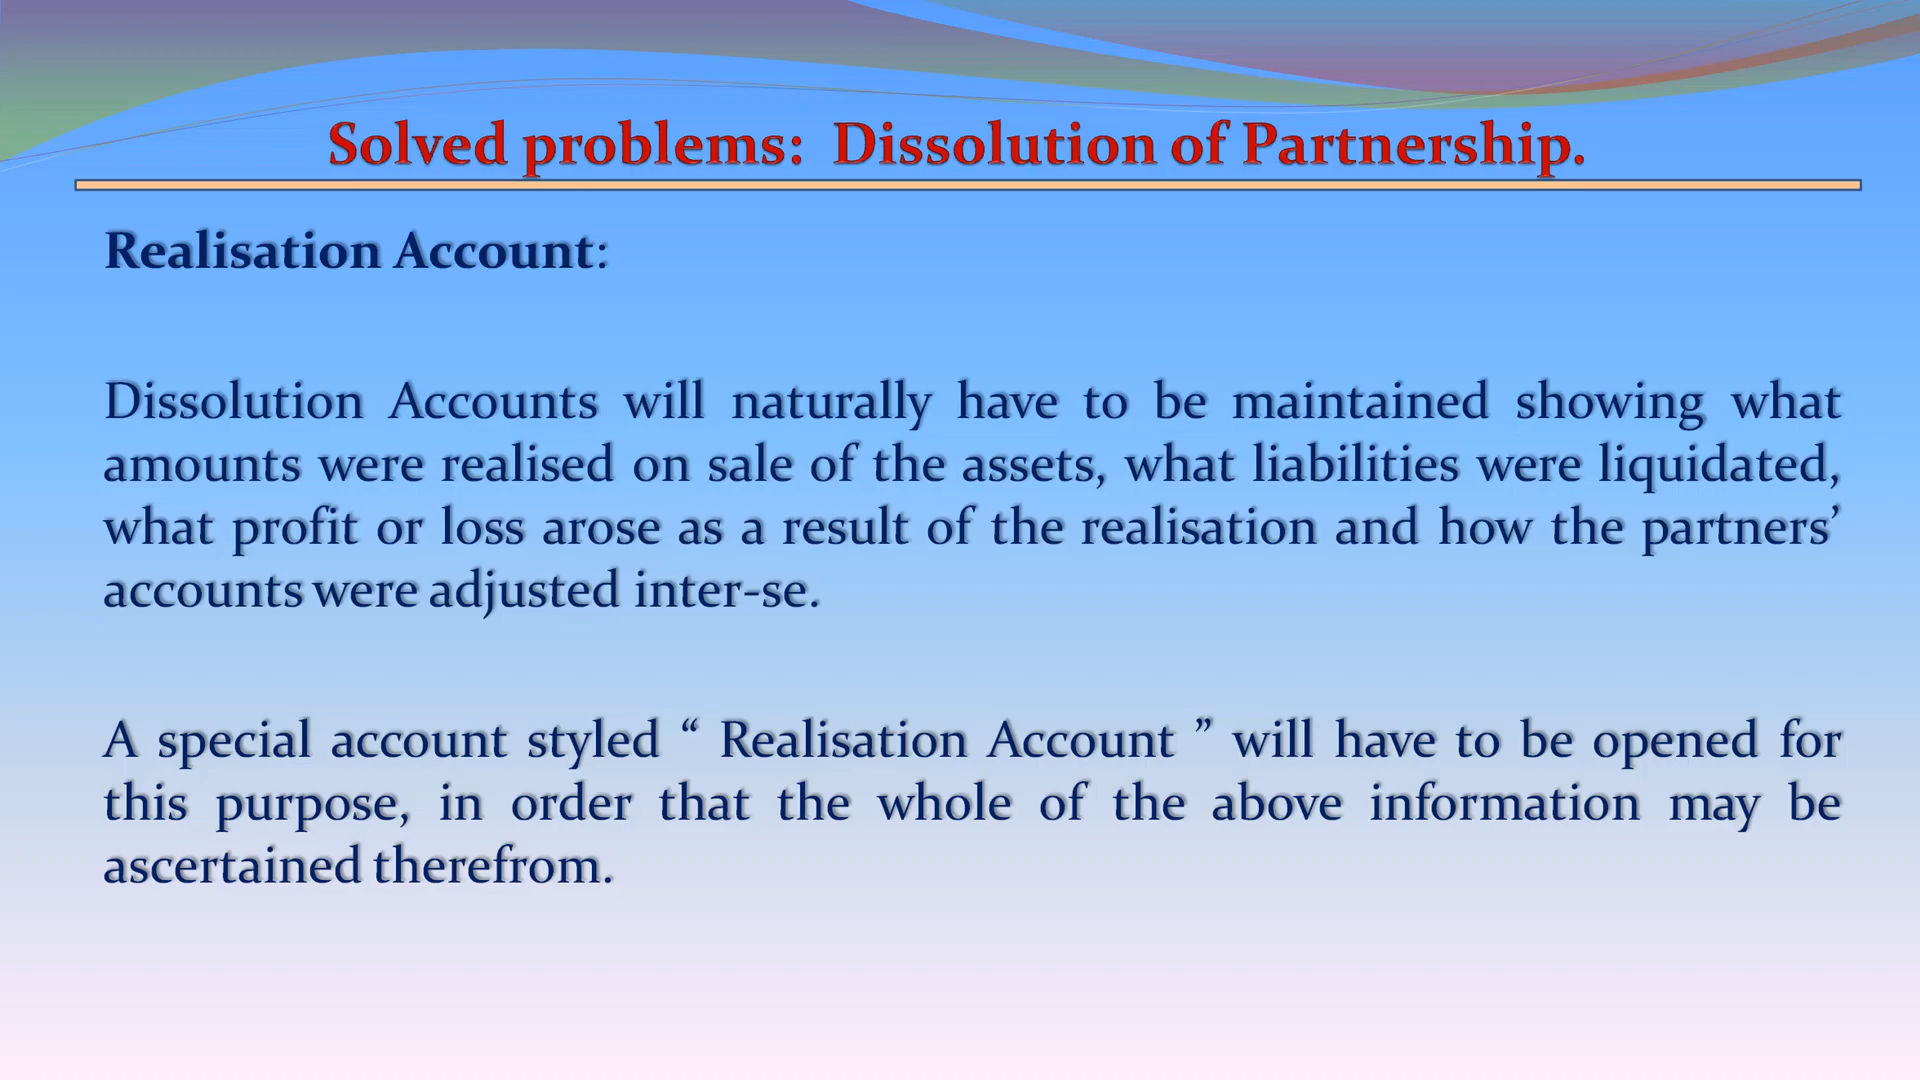 Solved problems:  Dissolution of Partnership.
Realisation Account:
Dissolution Accounts will naturally have to be maintained showing what
amounts were realised on sale of the assets, what liabilities were liquidated,
what profit or loss arose as a result of the realisation and how the partners’
accounts were adjusted inter-se.
A special account styled “ Realisation Account ” will have to be opened for
this purpose, in order that the whole of the above information may be
ascertained therefrom.